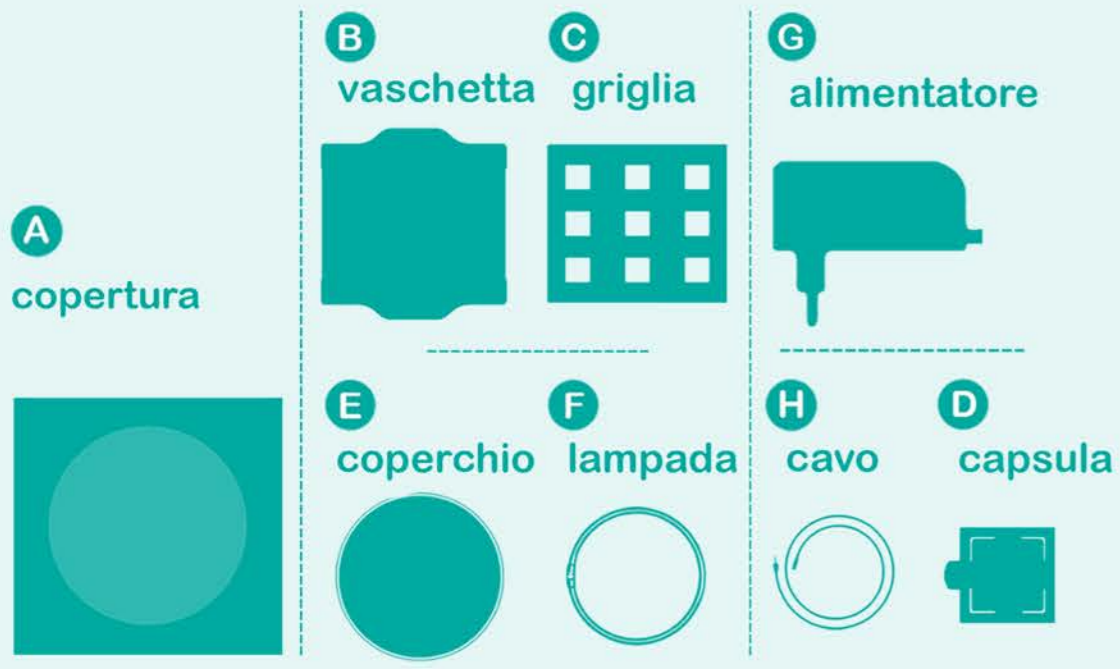 A
copertura
B
vaschetta
C
griglia
E
coperchio
F
lampada
G
alimentatore
H
cavo
D
capsula